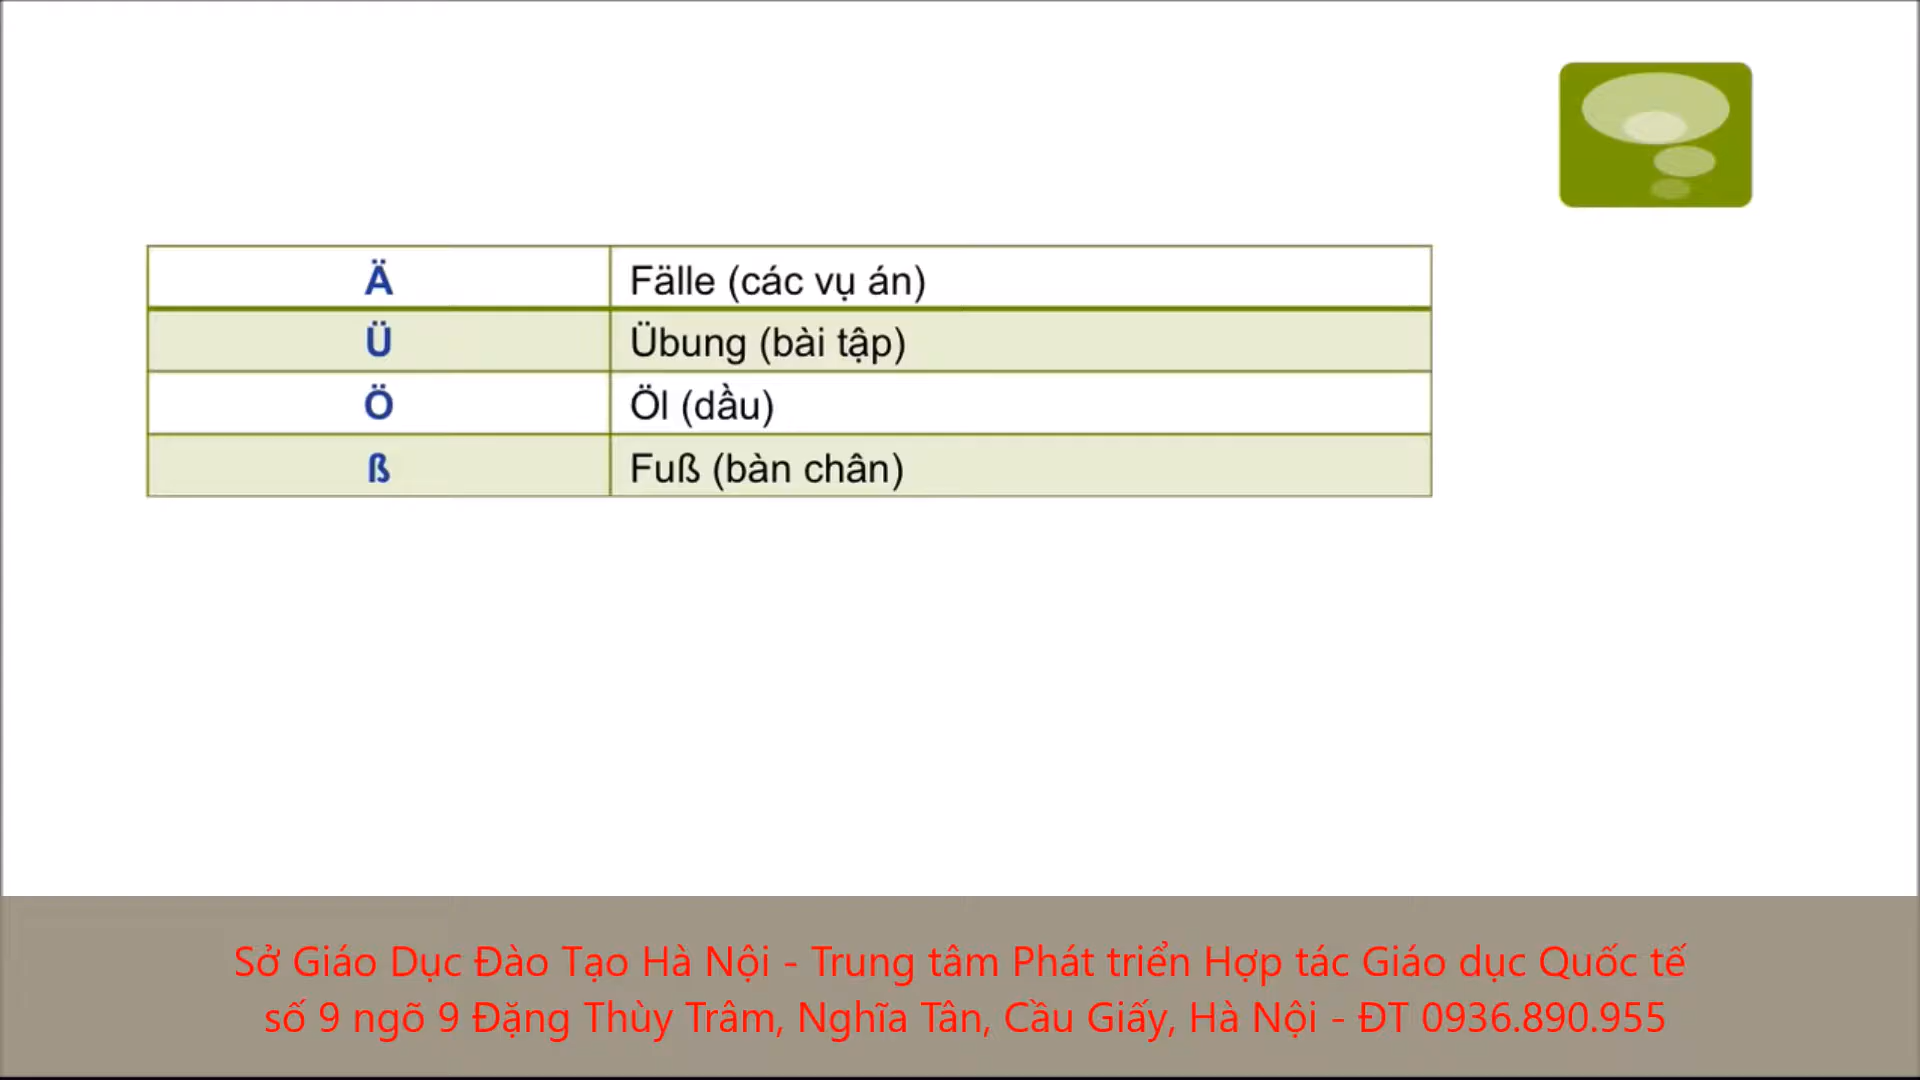 Ä Fälle (các vụ án)
Ü Übung (bài tập)
Ö Öl (dầu)
ß Fuß (bàn chân)
Sở Giáo Dục Đào Tạo Hà Nội - Trung tâm Phát triển Hợp tác Giáo dục Quốc tế
số 9 ngõ 9 Đặng Thùy Trâm, Nghĩa Tân, Cầu Giấy, Hà Nội - ĐT 0936.890.955